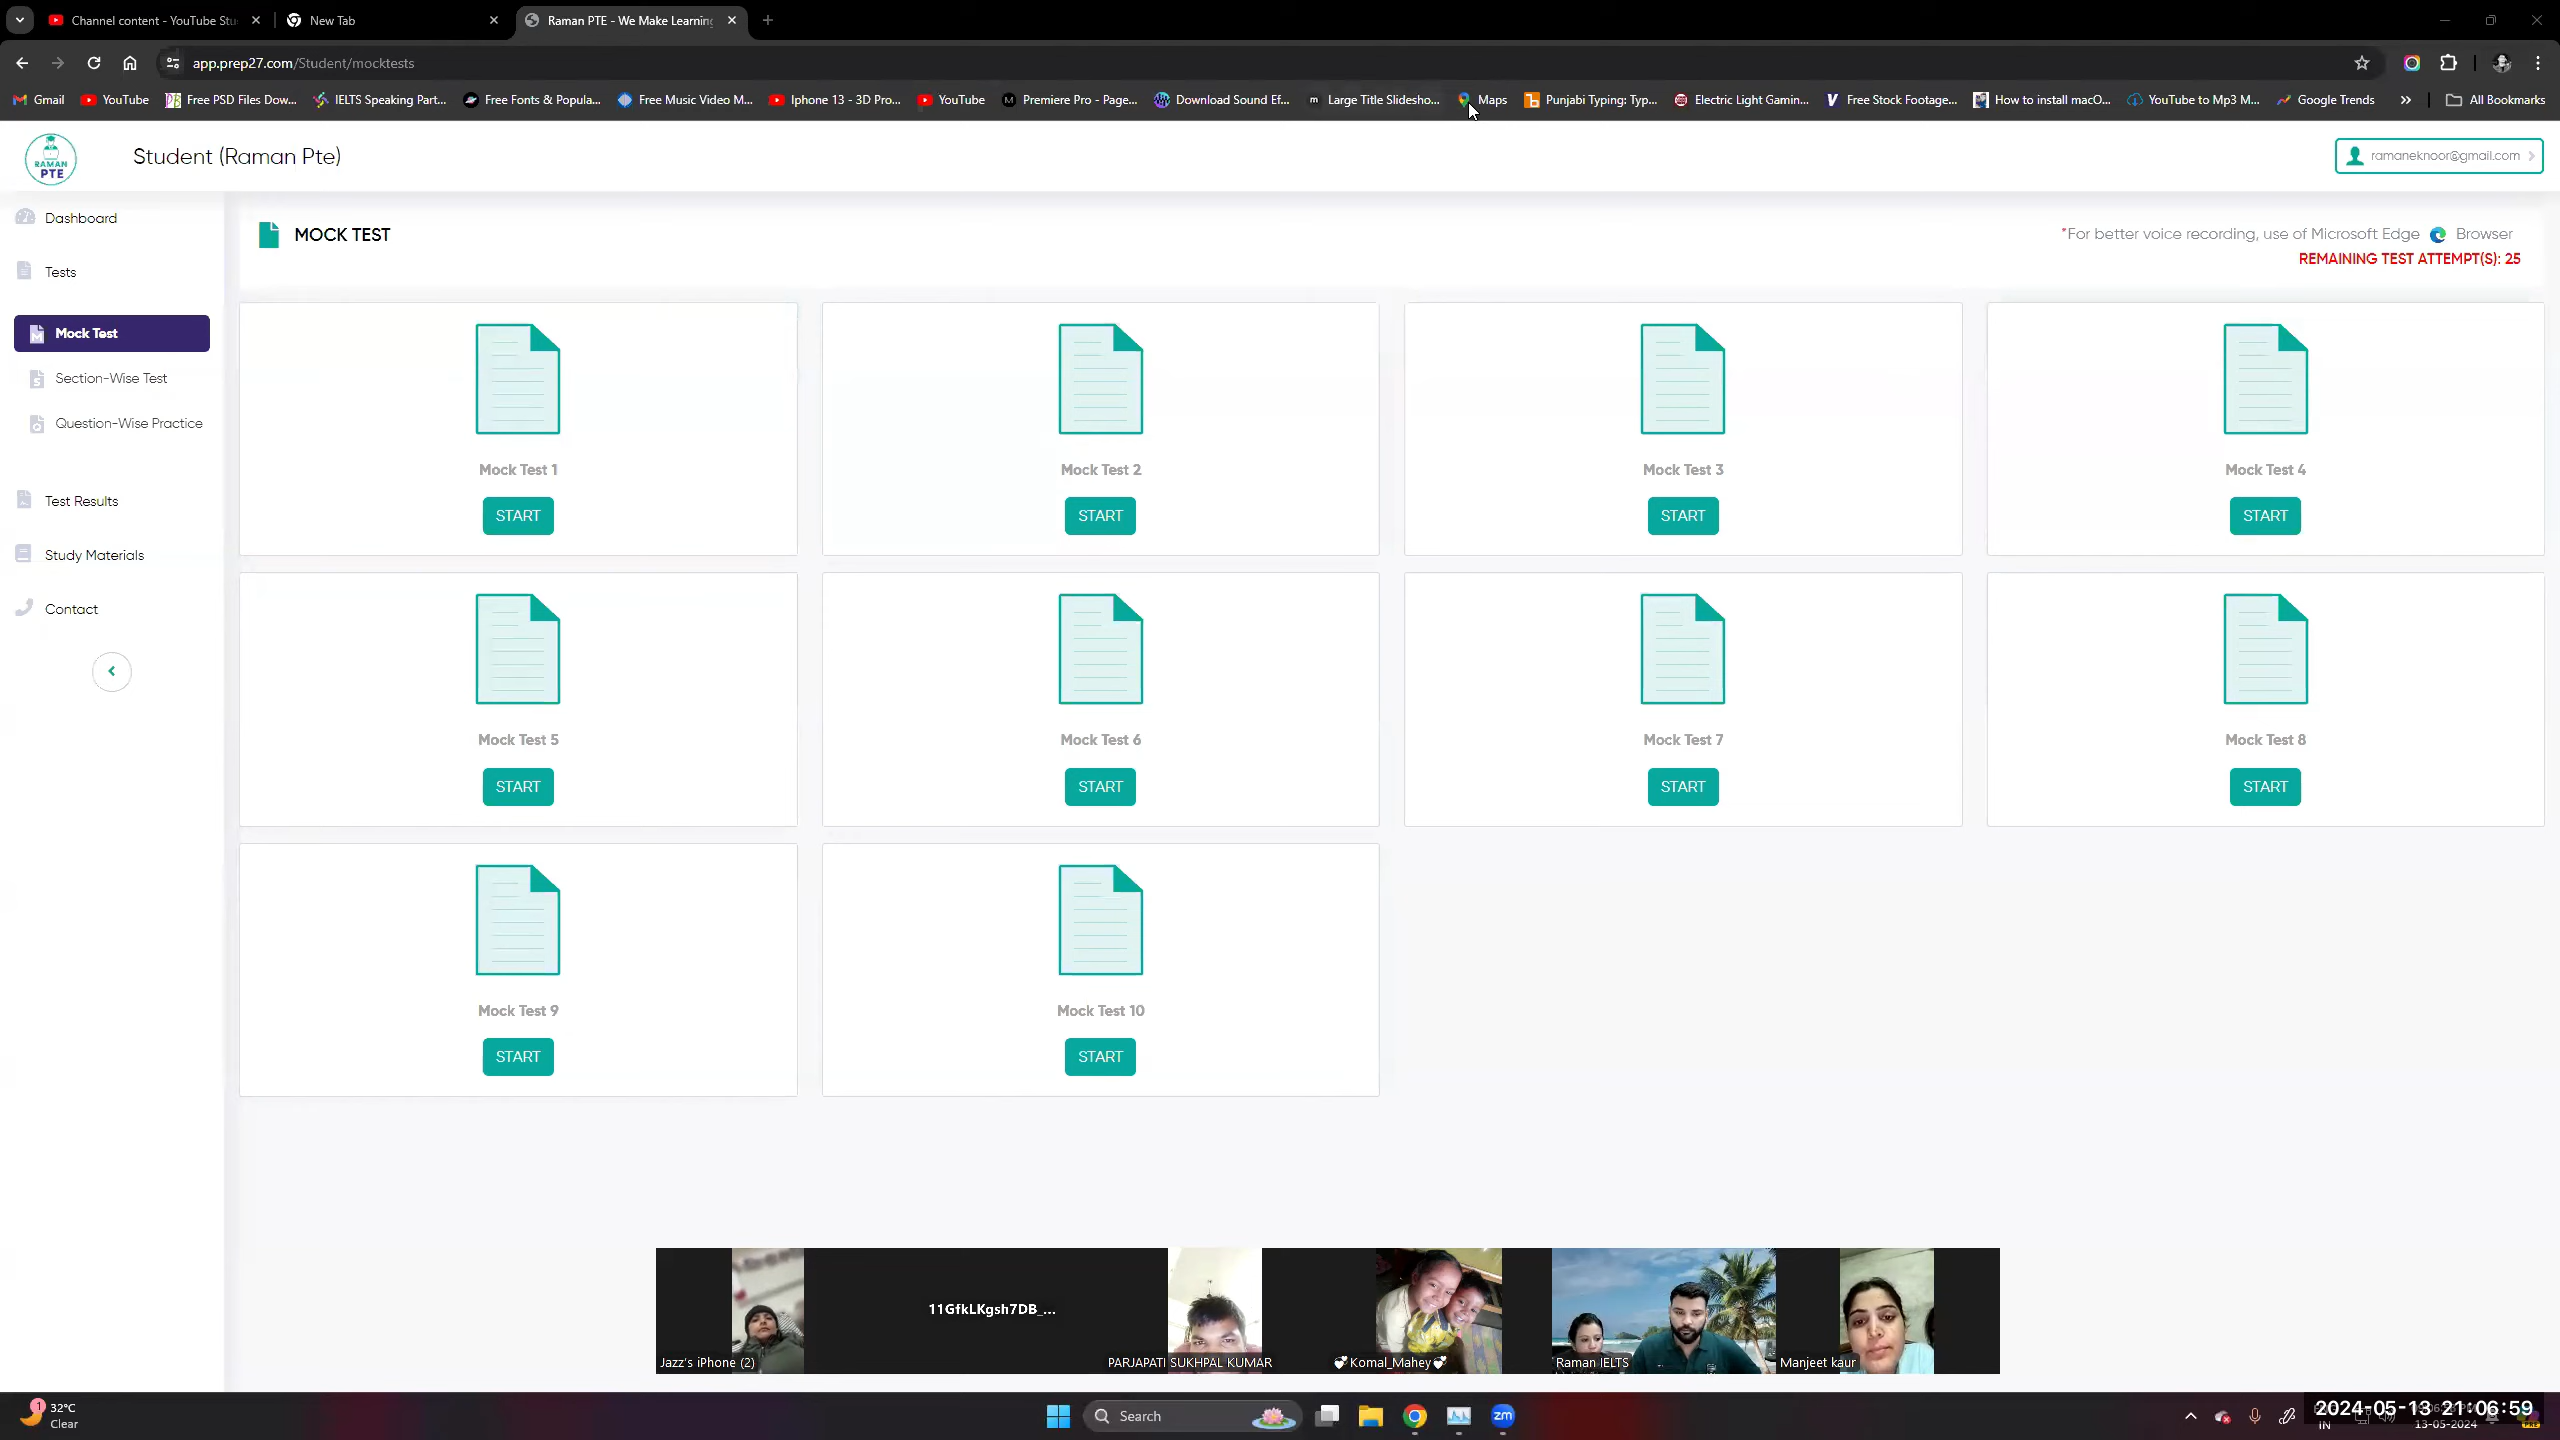 Channel content - YouTube Stu
New Tab
Raman PTE - We Make Learning
app.prep27.com/Student/mocktests
Gmail
YouTube
Free PSD Files Dow...
IELTS Speaking Part...
Free Fonts & Popula...
Free Music Video M...
Iphone 13 - 3D Pro...
YouTube
Premiere Pro - Page...
Download Sound Ef...
Large Title Slidesho...
Maps
Punjabi Typing: Typ...
Electric Light Gamin...
Free Stock Footage...
How to install macO...
YouTube to Mp3 M...
Google Trends
All Bookmarks
RAMAN
PTE
Student (Raman Pte)
ramaneknoor@gmail.com
Dashboard
Tests
Mock Test
Section-Wise Test
Question-Wise Practice
Test Results
Study Materials
Contact
MOCK TEST
*For better voice recording, use of Microsoft Edge Browser
REMAINING TEST ATTEMPT(S): 25
Mock Test 1
START
Mock Test 2
START
Mock Test 3
START
Mock Test 4
START
Mock Test 5
START
Mock Test 6
START
Mock Test 7
START
Mock Test 8
START
Mock Test 9
START
Mock Test 10
START
Jazz's iPhone (2)
11GfkLKgsh7DB_...
PARJAPATI SUKHPAL KUMAR
💞Komal_Mahey💞
Raman IELTS
Manjeet kaur
1
32°C
Clear
Search
zm
2024-05-13 21:06:59
IN
13-05-2024